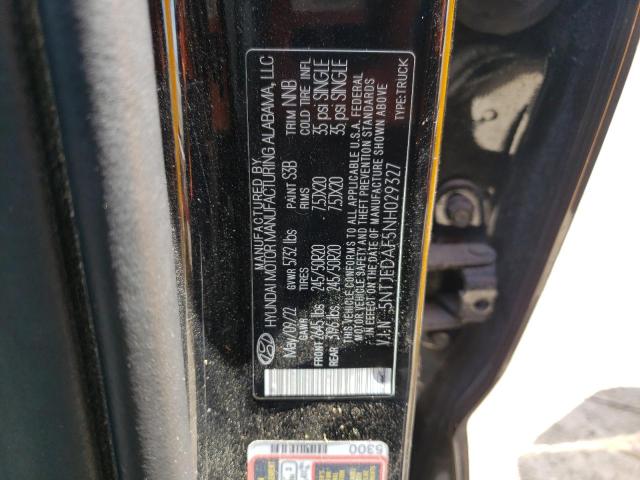 MANUFACTURED BY
HYUNDAI MOTOR MANUFACTURING ALABAMA, LLC
May/09/22 GVWR 5732 lbs PAINT S3B TRIM NNB
GAWR TIRES RIMS COLD TIRE INFL
FRONT 2645 lbs 245/50R20 7.5JX20 35 psi SINGLE
REAR lbs 245/50R20 7.5JX20 35 psi SINGLE
THIS VEHICLE CONFORMS TO ALL APPLICABLE U.S.A. FEDERAL
MOTOR VEHICLE SAFETY AND THEFT PREVENTION STANDARDS
IN EFFECT ON THE DATE OF MANUFACTURE SHOWN ABOVE
V.I.N: 5NTJEDAF5NH029327 TYPE:TRUCK
5300